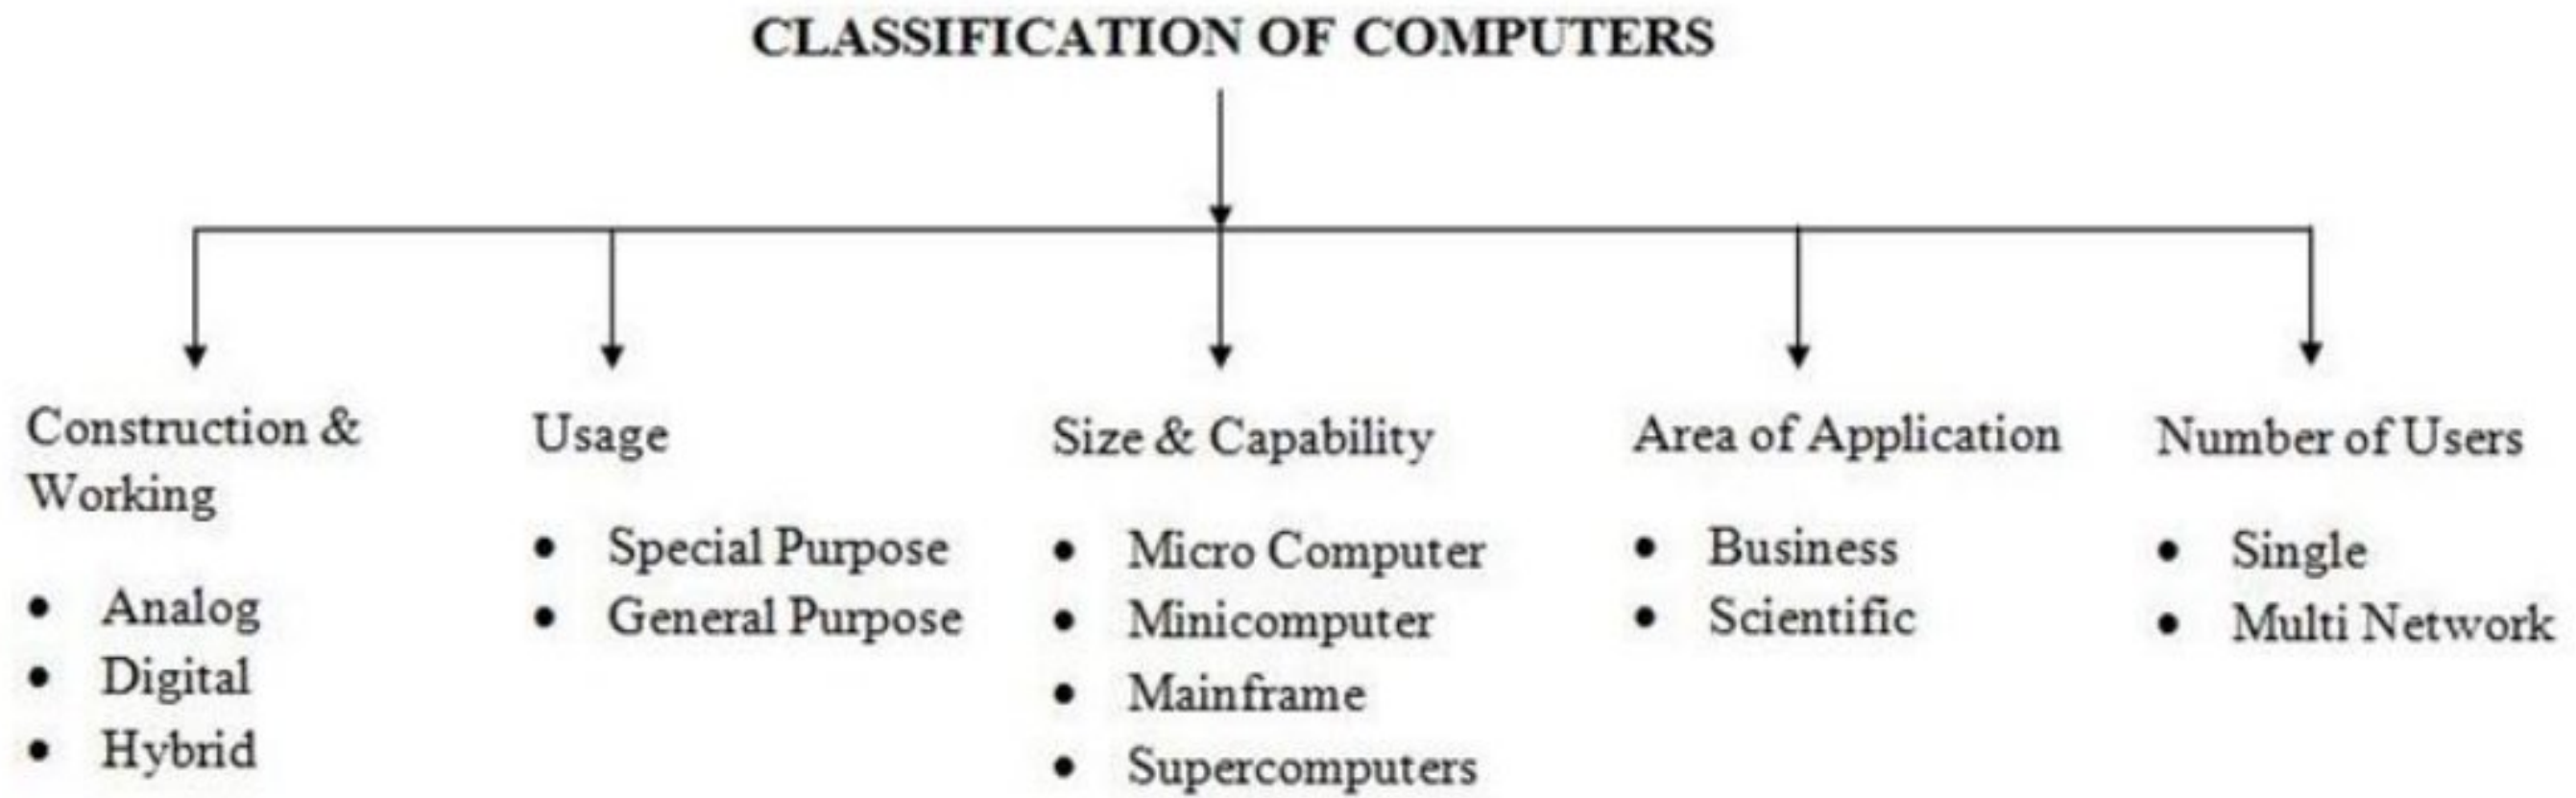 CLASSIFICATION OF COMPUTERS
Construction &
Working
• Analog
• Digital
• Hybrid
Usage
• Special Purpose
• General Purpose
Size & Capability
• Micro Computer
• Minicomputer
• Mainframe
• Supercomputers
Area of Application
• Business
• Scientific
Number of Users
• Single
• Multi Network